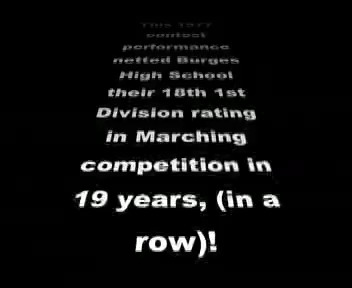 This 1977
contest
performance
netted Burges
High School
their 18th 1st
Division rating
in Marching
competition in
19 years, (in a
row)!